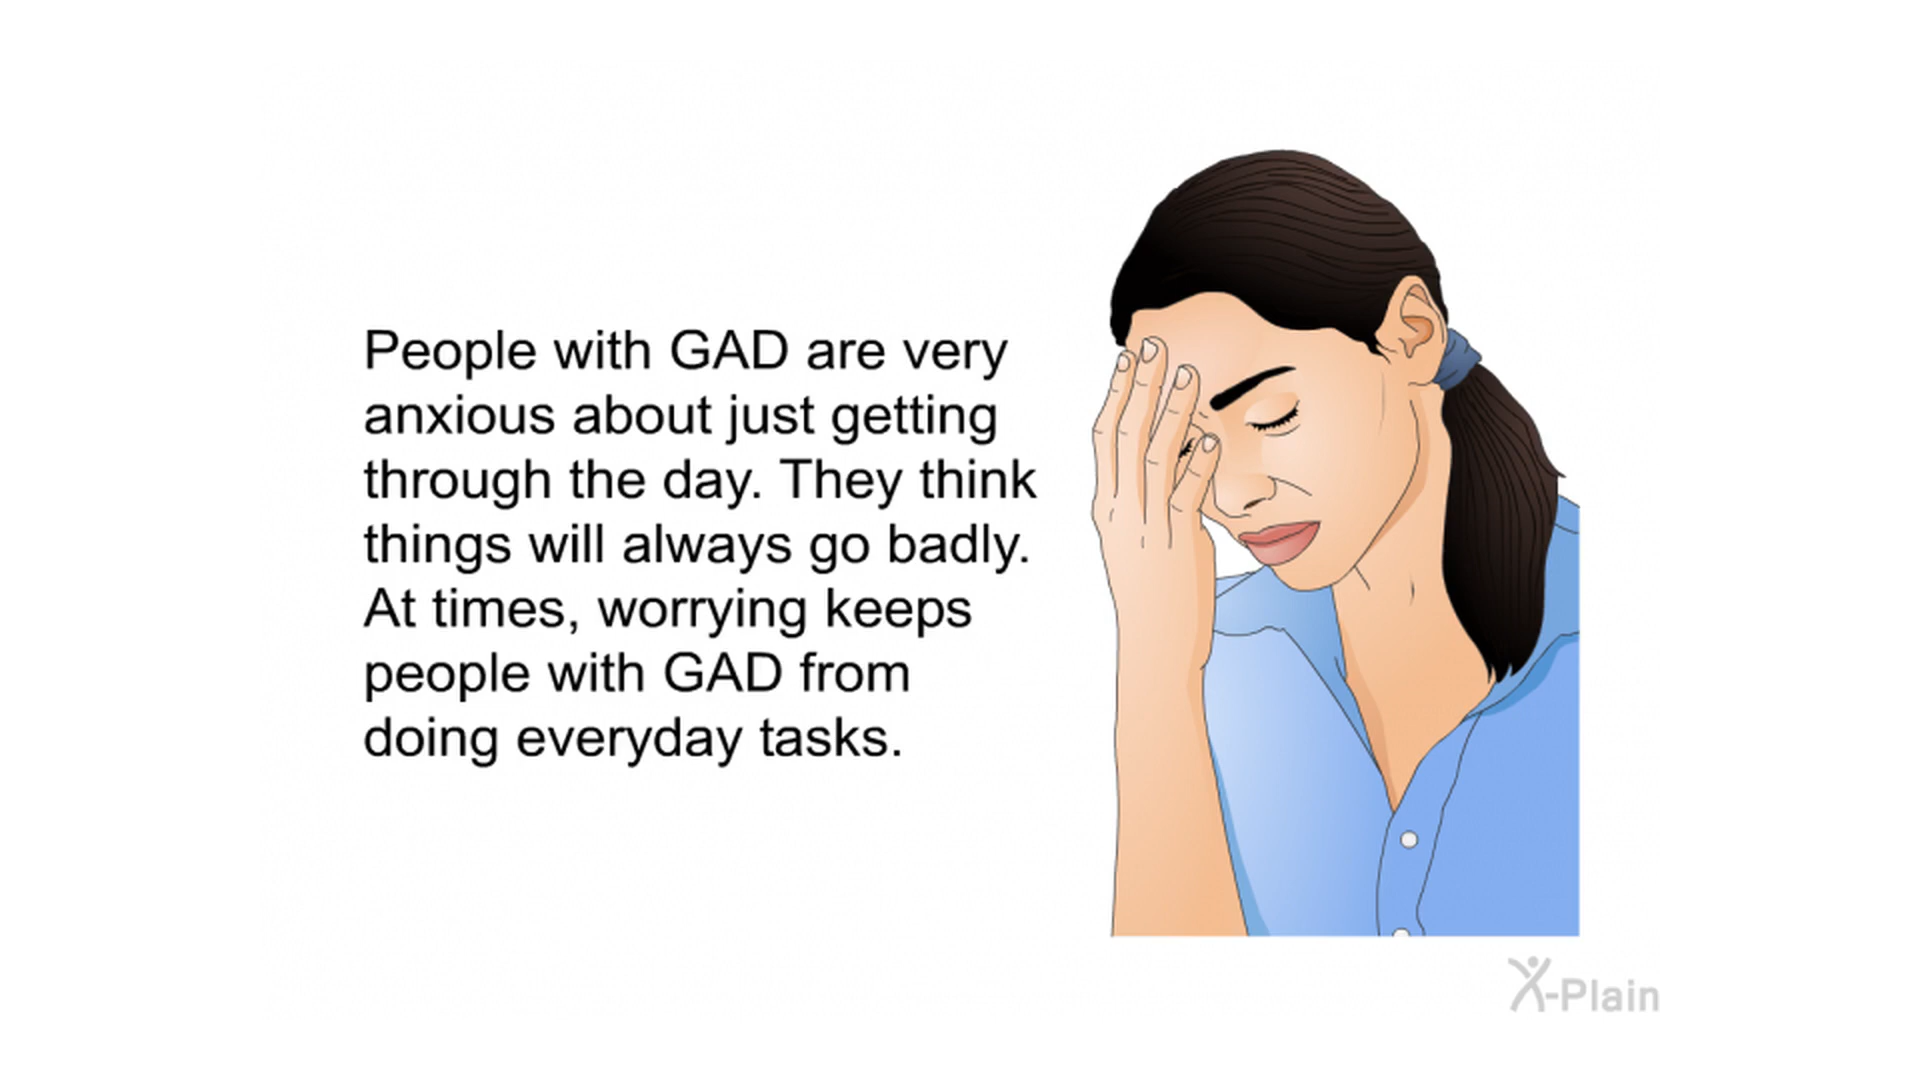 People with GAD are very
anxious about just getting
through the day. They think
things will always go badly.
At times, worrying keeps
people with GAD from
doing everyday tasks.
X-Plain